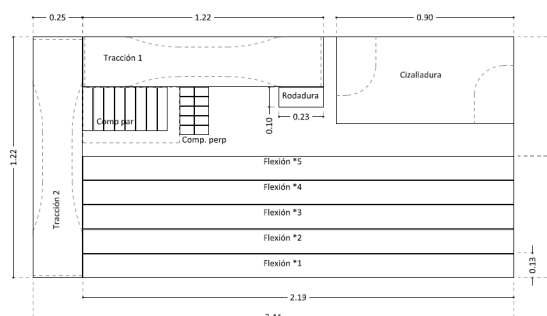 0.25
1.22
0.90
Tracción 1
Cizalladura
Rodadura
Comp par
0.10
0.23
Comp. perp
1.22
Flexión *5
Flexión *4
Tracción 2
Flexión *3
Flexión *2
Flexión *1
0.13
2.19